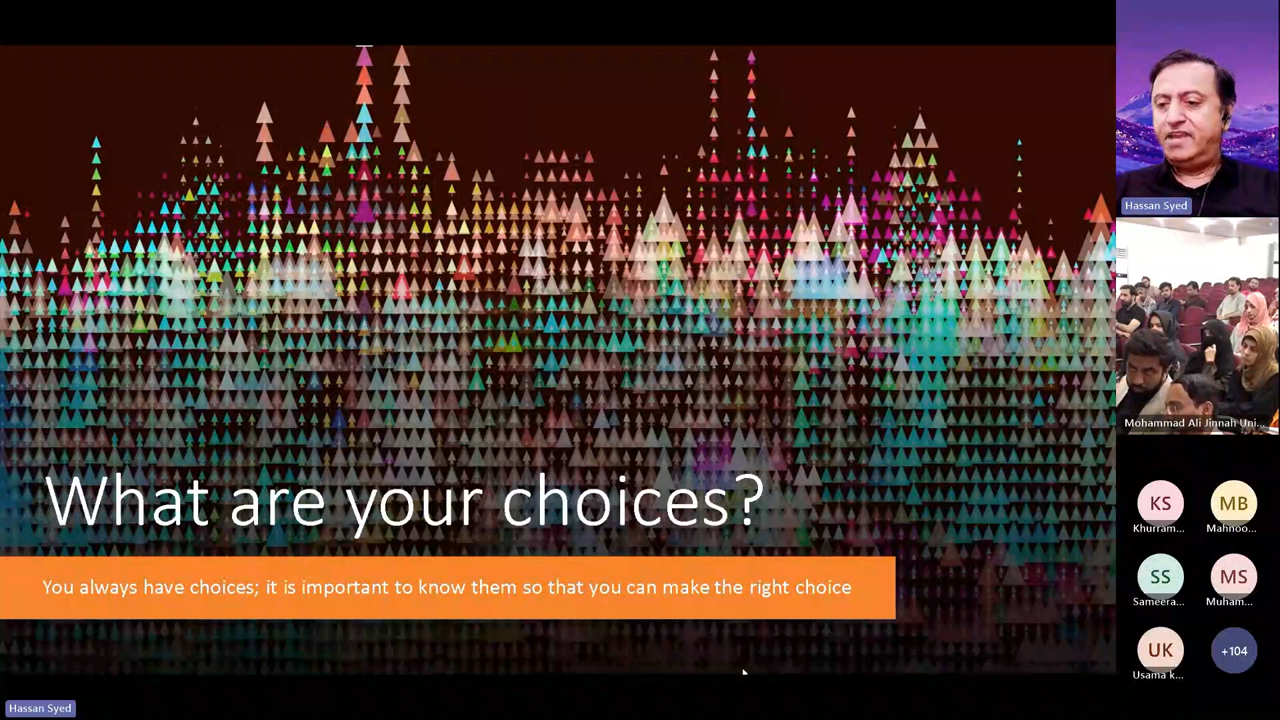 What are your choices?
You always have choices; it is important to know them so that you can make the right choice
Hassan Syed
Hassan Syed
Mohammad Ali Jinnah Uni...
KS
Khurram...
MB
Mahnoo...
SS
Sameera...
MS
Muham...
UK
Usama k...
+104